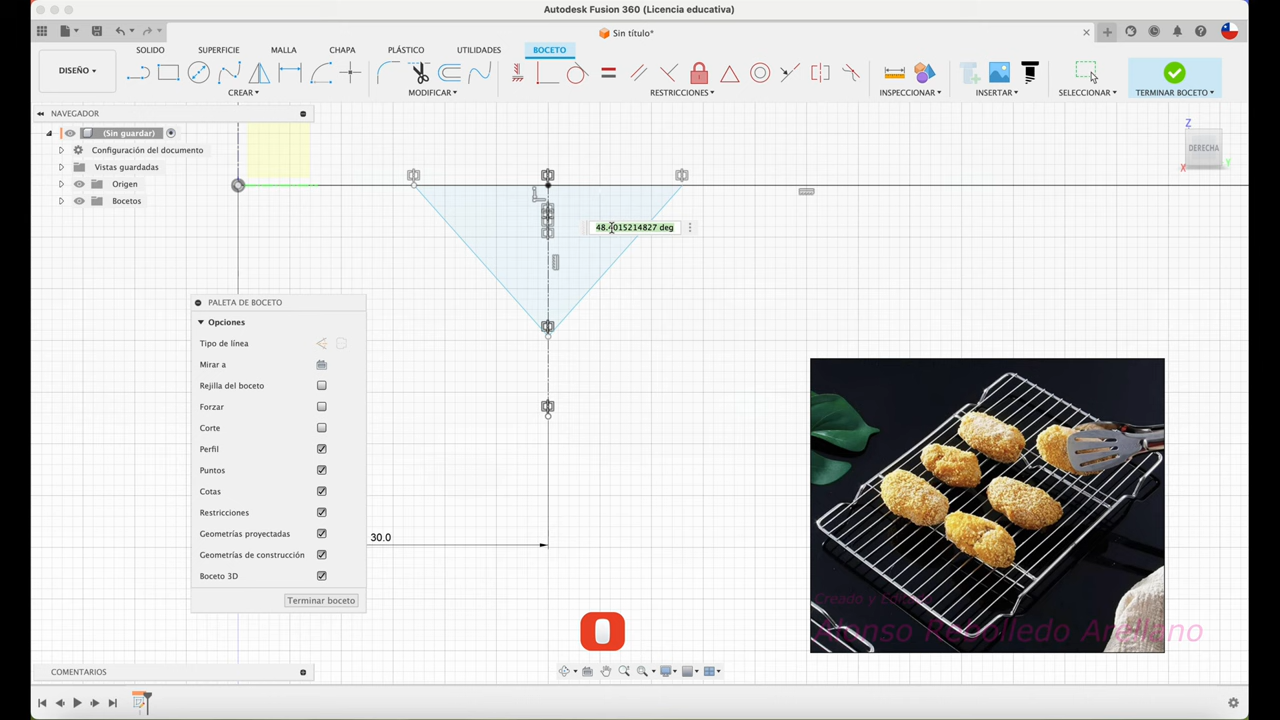 Autodesk Fusion 360 (Licencia educativa)
Sin título*
SOLIDO
SUPERFICIE
MALLA
CHAPA
PLÁSTICO
UTILIDADES
BOCETO
DISEÑO
CREAR
MODIFICAR
RESTRICCIONES
INSPECCIONAR
INSERTAR
SELECCIONAR
TERMINAR BOCETO
NAVEGADOR
(Sin guardar)
Configuración del documento
Vistas guardadas
Origen
Bocetos
Z
DERECHA
X
Y
48.4015214827 deg
PALETA DE BOCETO
Opciones
Tipo de línea
Mirar a
Rejilla del boceto
Forzar
Corte
Perfil
Puntos
Cotas
Restricciones
Geometrías proyectadas
Geometrías de construcción
Boceto 3D
Terminar boceto
30.0
Alonso Rebolledo Arellano
COMENTARIOS